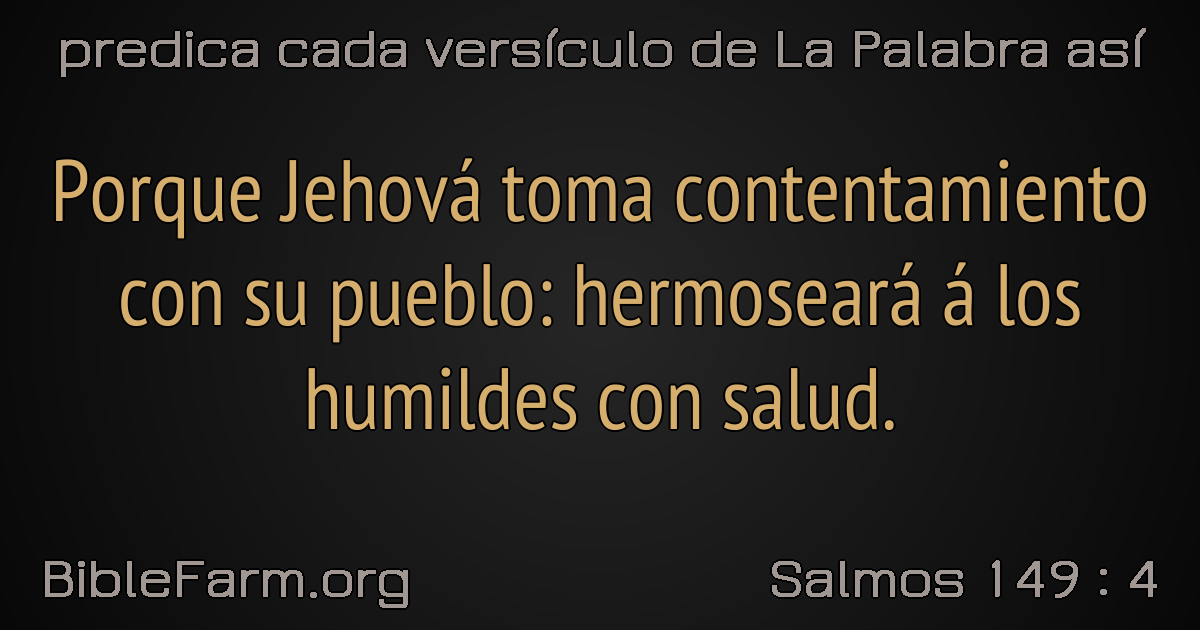 predica cada versículo de La Palabra así
Porque Jehová toma contentamiento
con su pueblo: hermoseará á los
humildes con salud.
BibleFarm.org
Salmos 149 : 4